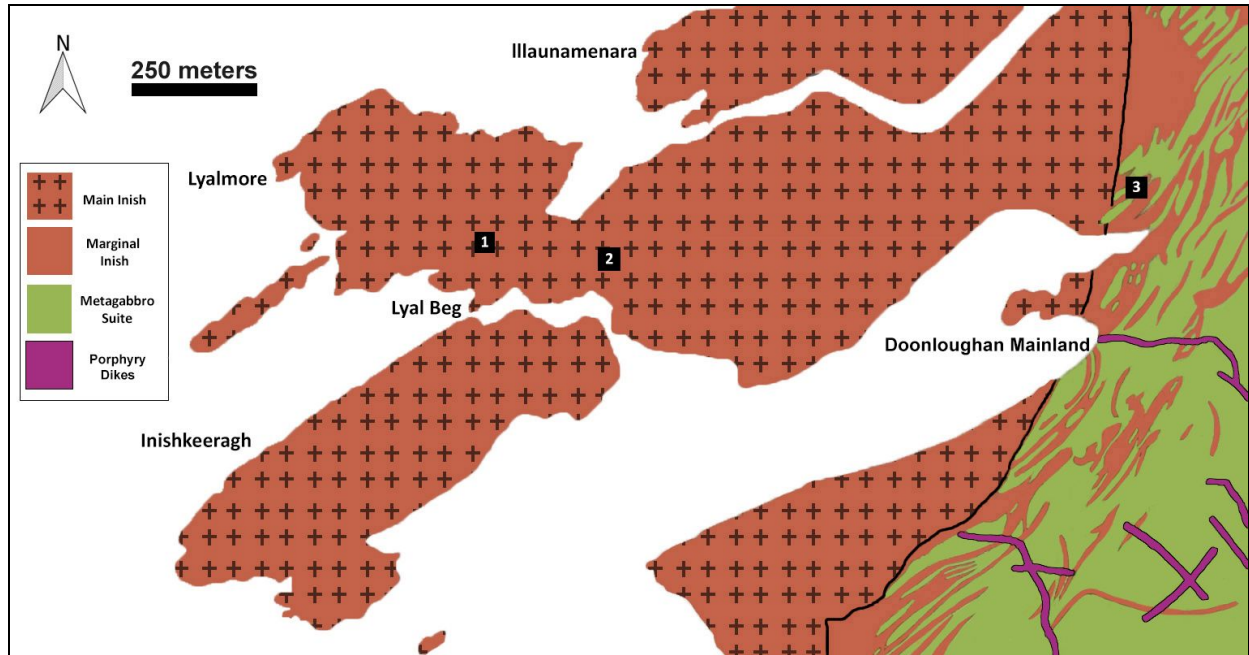 N
250 meters
Illaunamenara
Lyalmore
Main Inish
Marginal
Inish
Metagabbro
Suite
Porphyry
Dikes
1
2
3
Lyal Beg
Doonloughan Mainland
Inishkeeragh